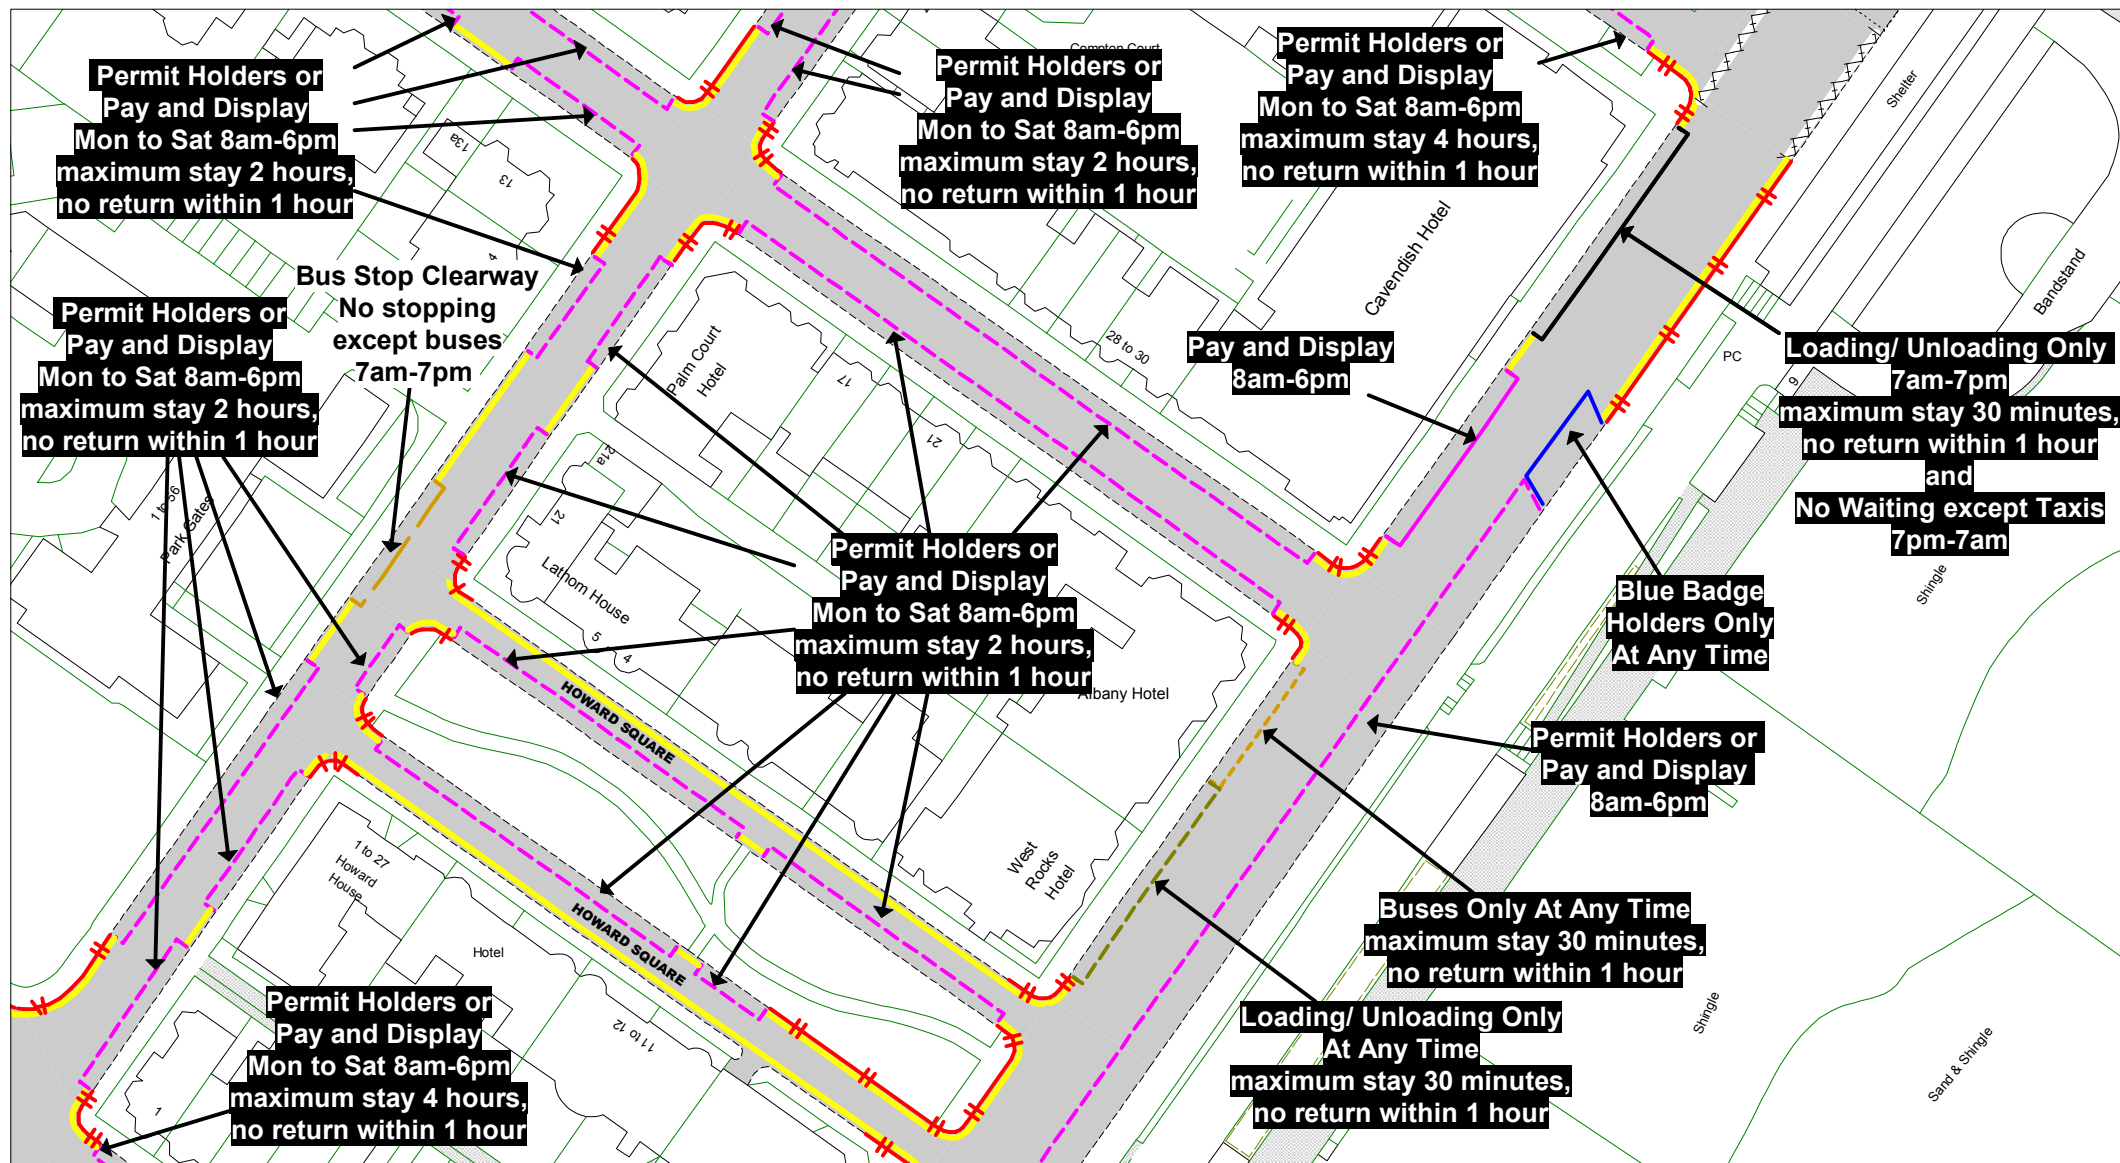 Permit Holders or
Pay and Display
Mon to Sat 8am-6pm
maximum stay 2 hours,
no return within 1 hour
Permit Holders or
Pay and Display
Mon to Sat 8am-6pm
maximum stay 2 hours,
no return within 1 hour
Compton Court
Permit Holders or
Pay and Display
Mon to Sat 8am-6pm
maximum stay 4 hours,
no return within 1 hour
Shelter
13a
13
4
Bus Stop Clearway
No stopping
except buses
7am-7pm
Permit Holders or
Pay and Display
Mon to Sat 8am-6pm
maximum stay 2 hours,
no return within 1 hour
Cavendish Hotel
Bandstand
Palm Court
Hotel
28 to 30
17
21
Pay and Display
8am-6pm
PC
6
Loading/ Unloading Only
7am-7pm
maximum stay 30 minutes,
no return within 1 hour
and
No Waiting except Taxis
7pm-7am
21a
21
1 to 56
Park Gates
Lathom House
5
4
Permit Holders or
Pay and Display
Mon to Sat 8am-6pm
maximum stay 2 hours,
no return within 1 hour
Blue Badge
Holders Only
At Any Time
Shingle
Albany Hotel
HOWARD SQUARE
Permit Holders or
Pay and Display
8am-6pm
West
Rocks
Hotel
1 to 27
Howard
House
HOWARD SQUARE
Hotel
Buses Only At Any Time
maximum stay 30 minutes,
no return within 1 hour
Permit Holders or
Pay and Display
Mon to Sat 8am-6pm
maximum stay 4 hours,
no return within 1 hour
11 to 12
1
Loading/ Unloading Only
At Any Time
maximum stay 30 minutes,
no return within 1 hour
Shingle
Sand & Shingle